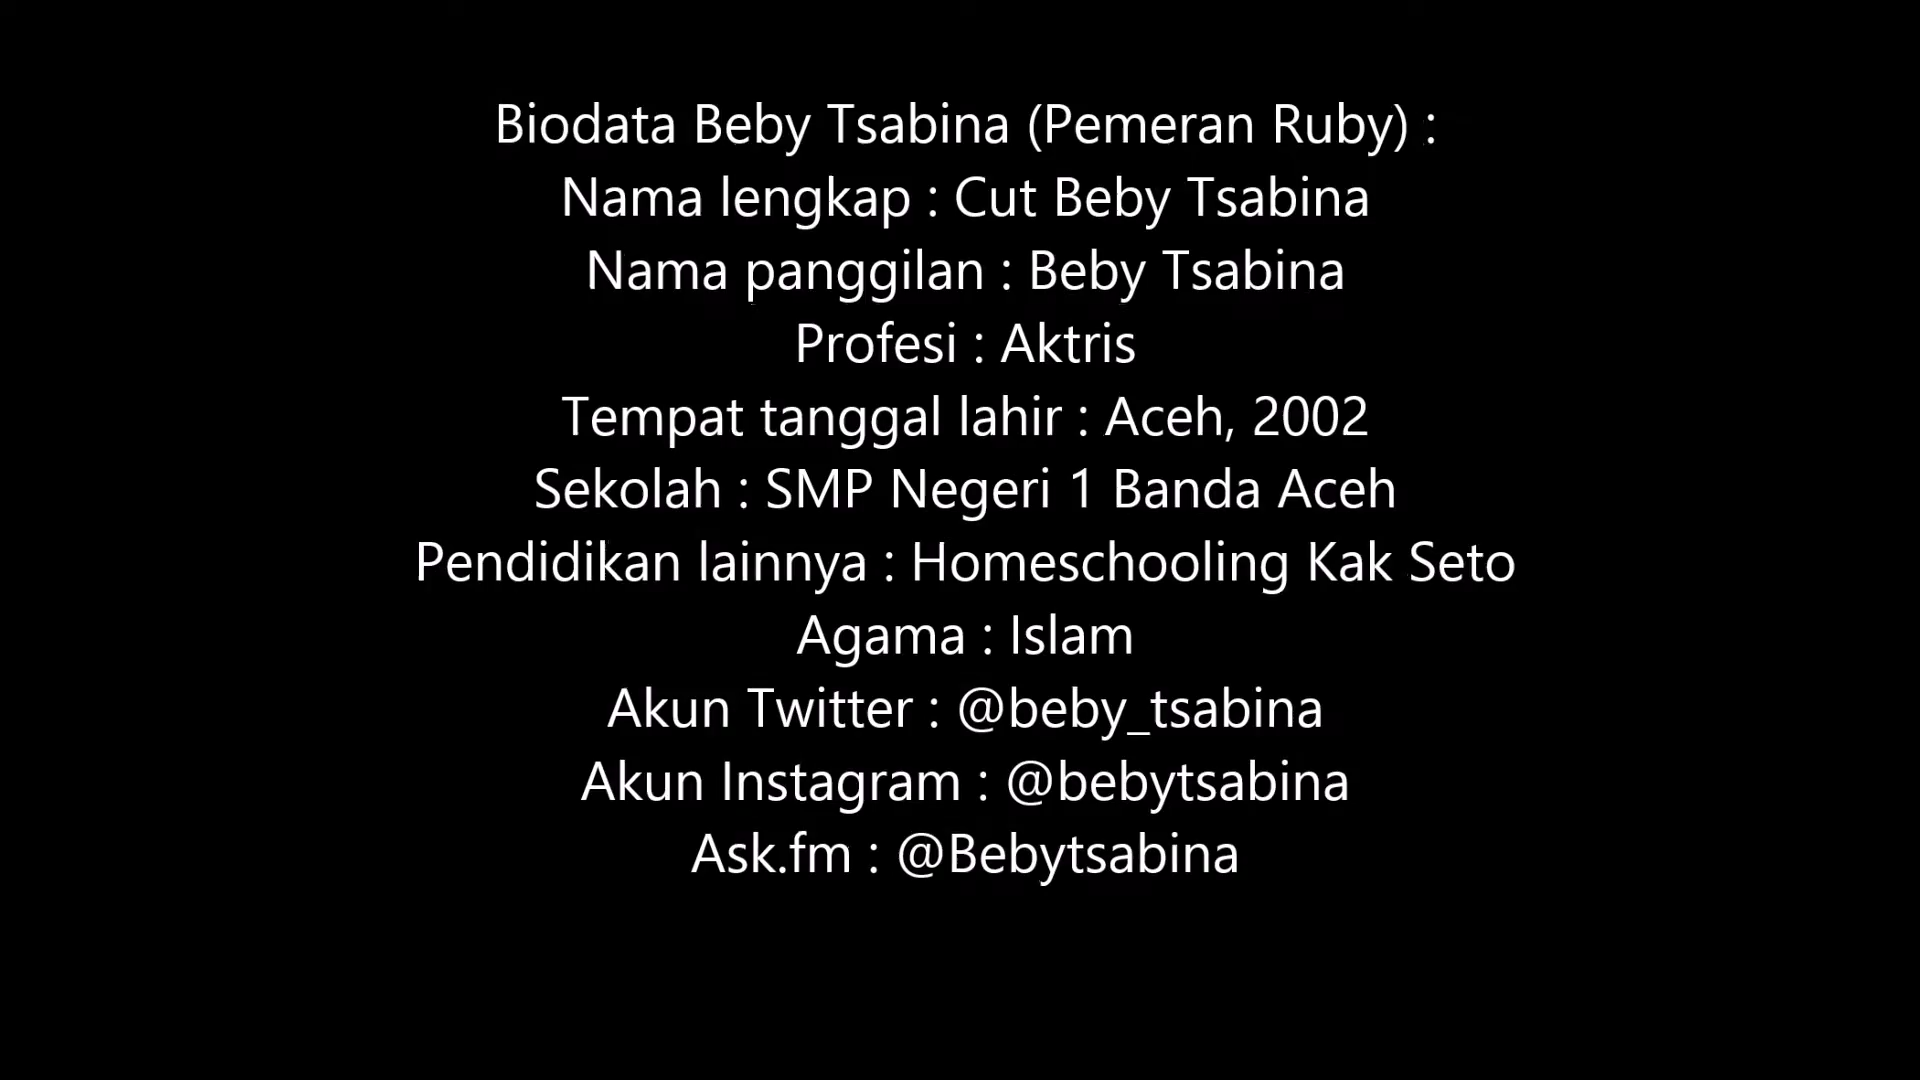 Biodata Beby Tsabina (Pemeran Ruby) :
Nama lengkap : Cut Beby Tsabina
Nama panggilan : Beby Tsabina
Profesi : Aktris
Tempat tanggal lahir : Aceh, 2002
Sekolah : SMP Negeri 1 Banda Aceh
Pendidikan lainnya : Homeschooling Kak Seto
Agama : Islam
Akun Twitter : @beby_tsabina
Akun Instagram : @bebytsabina
Ask.fm : @Bebytsabina